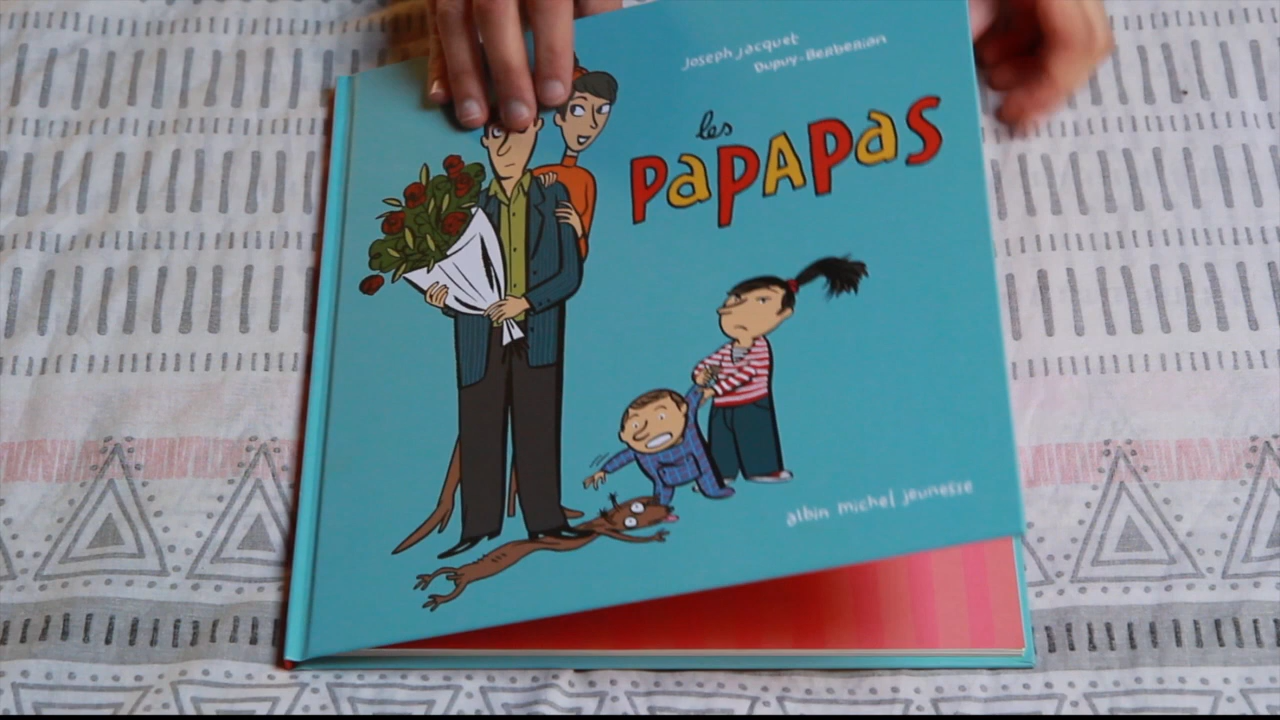 Joseph Jacquet
Dupuy-Berberian
les
PaPAPaS
albin michel jeunesse